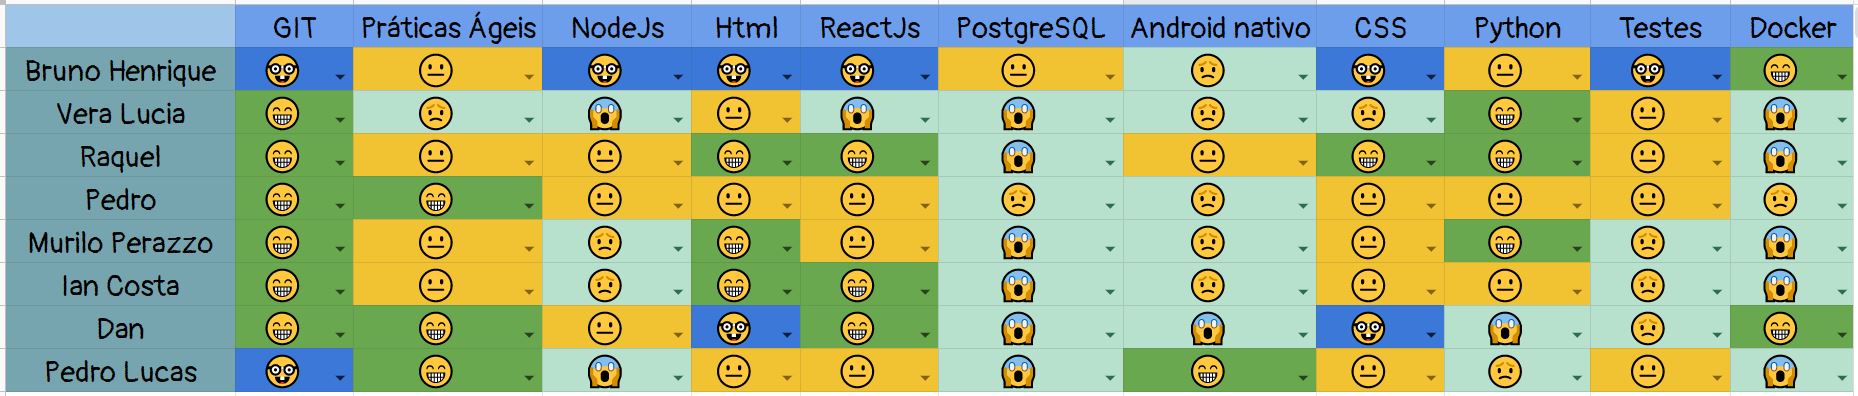 GIT Práticas Ágeis NodeJs Html ReactJs PostgreSQL Android nativo CSS Python Testes Docker
Bruno Henrique 🤓 😐 🤓 🤓 🤓 😐 😟 🤓 😐 🤓 😁
Vera Lucia 😁 😟 😱 😐 😱 😱 😟 😟 😁 😐 😱
Raquel 😁 😐 😐 😁 😁 😱 😐 😁 😁 😐 😱
Pedro 😁 😁 😐 😐 😐 😟 😟 😐 😐 😐 😟
Murilo Perazzo 😁 😐 😟 😁 😐 😱 😟 😐 😁 😟 😱
Ian Costa 😁 😐 😟 😁 😁 😱 😟 😐 😐 😟 😱
Dan 😁 😁 😐 🤓 😁 😱 😱 🤓 😱 😟 😁
Pedro Lucas 🤓 😁 😱 😐 😐 😱 😁 😐 😟 😐 😱